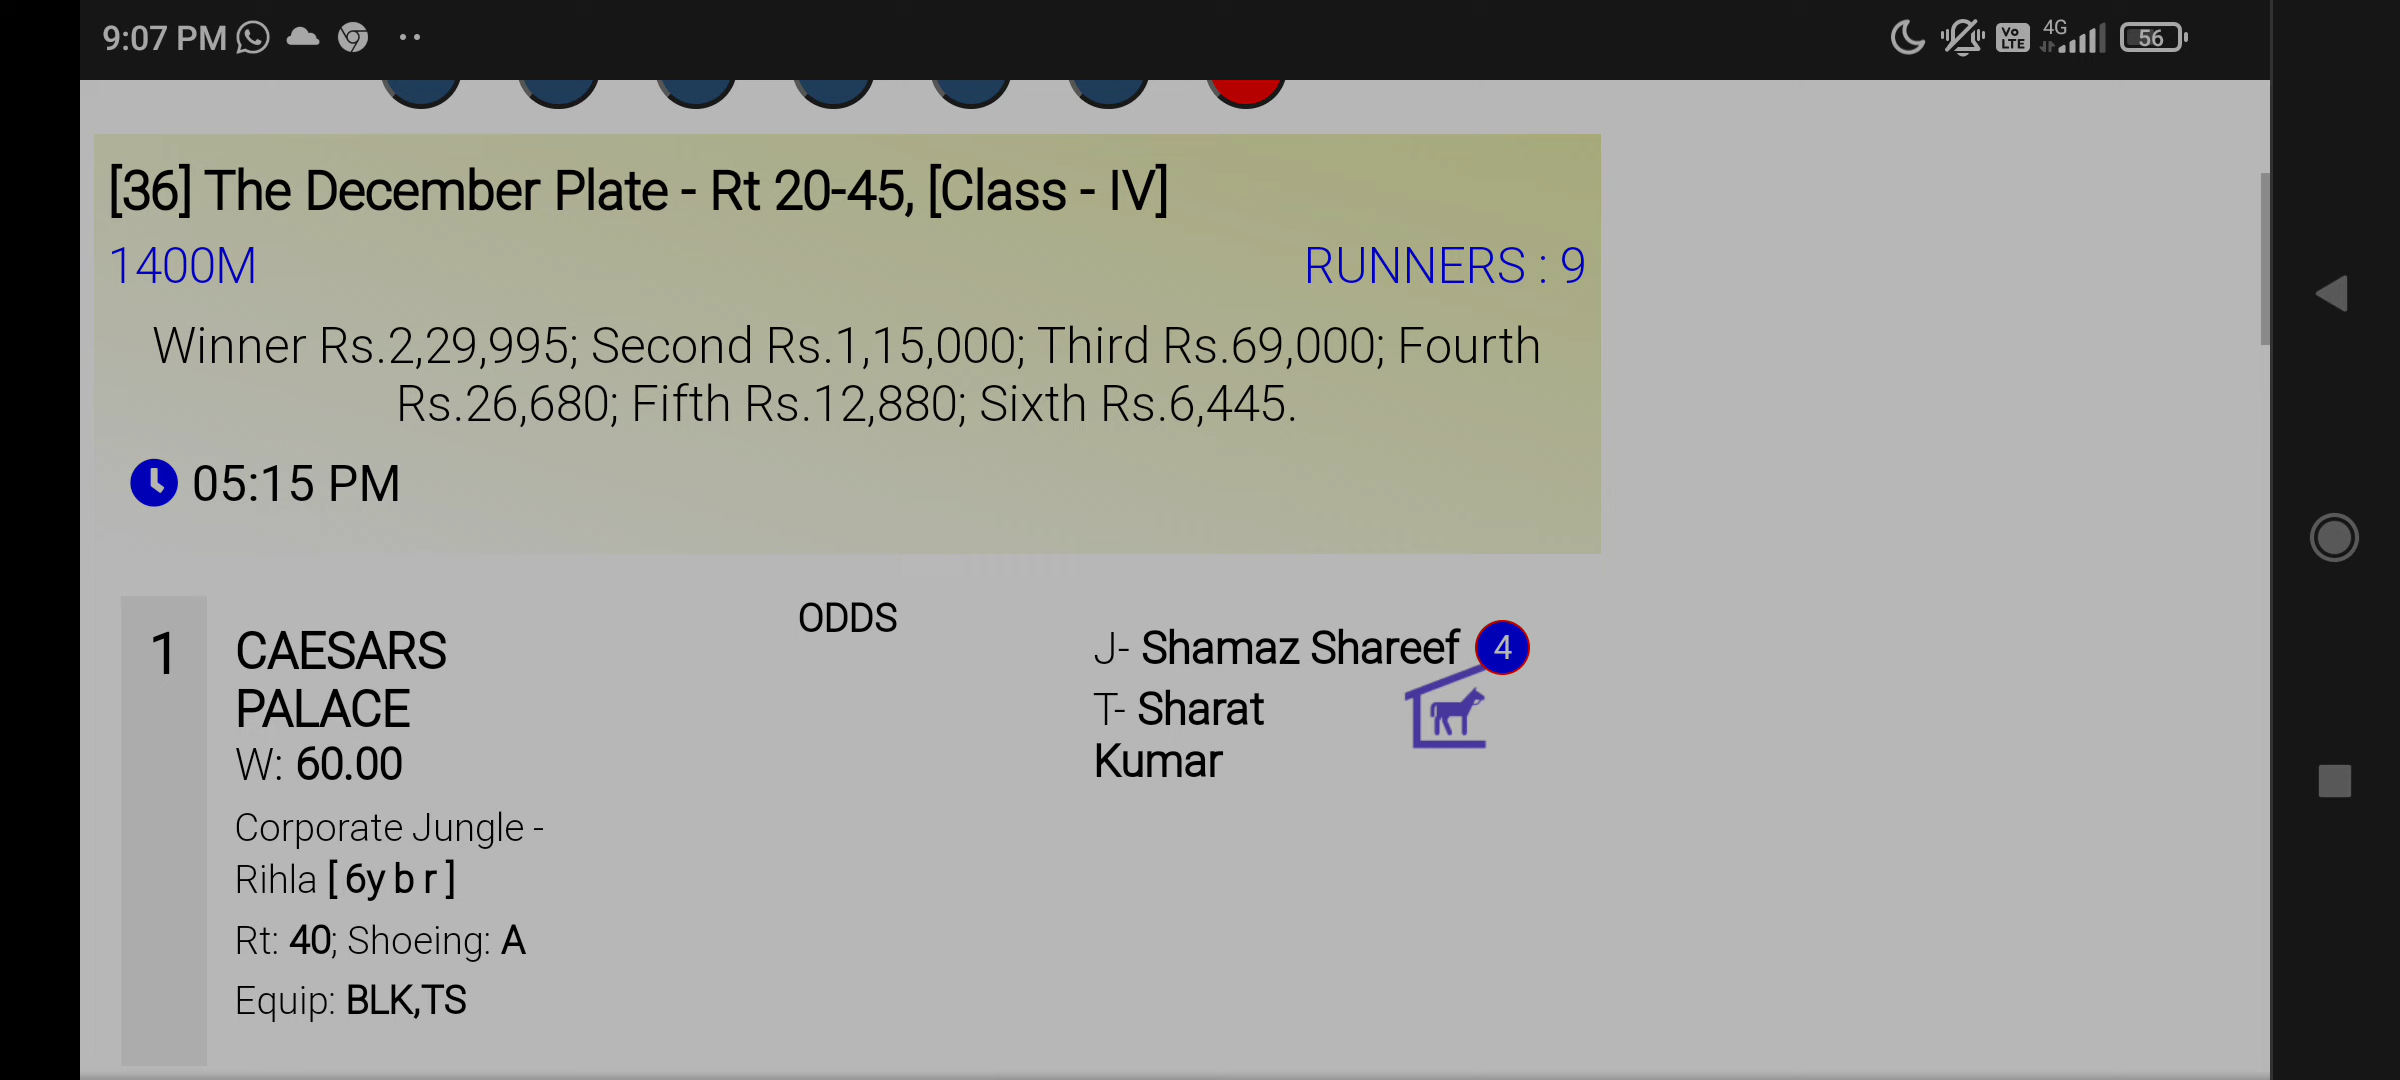 9:07 PM
4G
Vo LTE
56
[36] The December Plate - Rt 20-45, [Class - IV]
1400M RUNNERS : 9
Winner Rs.2,29,995; Second Rs.1,15,000; Third Rs.69,000; Fourth
Rs.26,680; Fifth Rs.12,880; Sixth Rs.6,445.
05:15 PM
1
CAESARS
PALACE
W: 60.00
Corporate Jungle -
Rihla [ 6y b r ]
Rt: 40; Shoeing: A
Equip: BLK,TS
ODDS
J- Shamaz Shareef 4
T- Sharat
Kumar